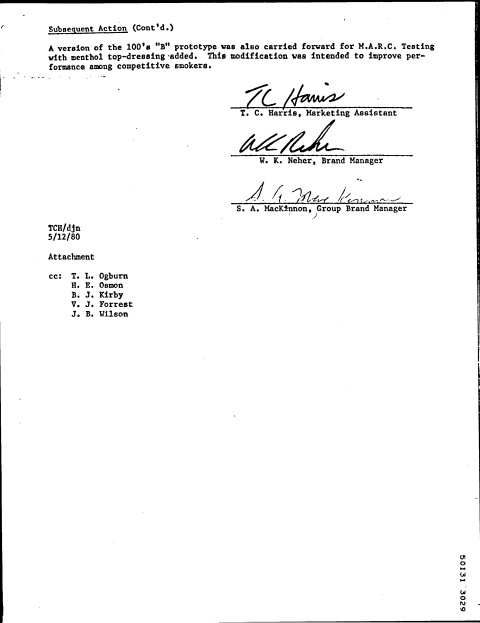 Subsequent Action (Cont'd.)
A version of the 100's "B" prototype was also carried forward for M.A.R.C. Testing
with menthol top-dressing added. This modification was intended to improve per-
formance among competitive smokers.
TC Harris
T. C. Harris, Marketing Assistant
WK Neher
W. K. Neher, Brand Manager
S. A. MacKinnon
S. A. MacKinnon, Group Brand Manager
TCH/djn
5/12/80
Attachment
cc: T. L. Ogburn
H. E. Osmon
B. J. Kirby
V. J. Forrest
J. B. Wilson
50131 3029